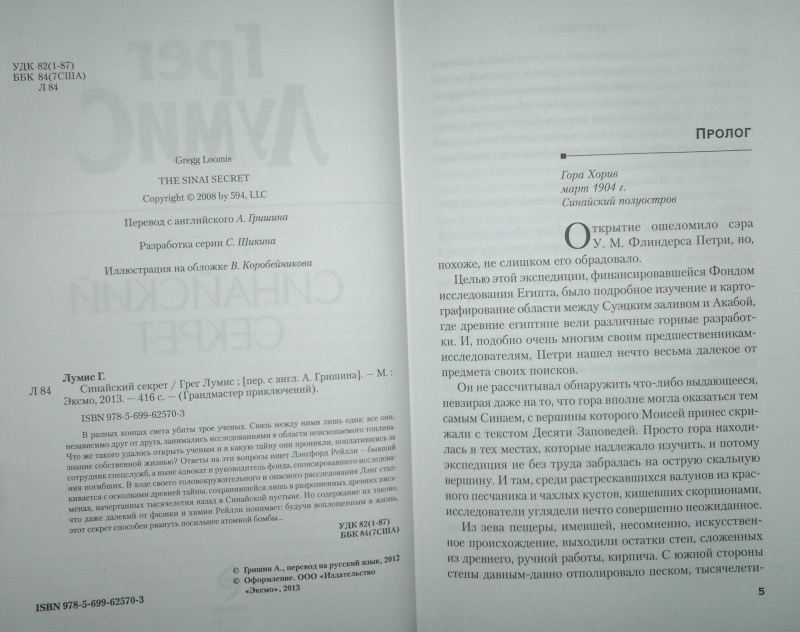 УДК 82(1-87)
ББК 84(7США)
Л 84
Gregg Loomis
THE SINAI SECRET
Copyright © 2008 by 594, LLC
Перевод с английского А. Гришина
Разработка серии С. Шикина
Иллюстрация на обложке В. Коробейникова
Лумис Г.
Л 84 Синайский секрет / Грег Лумис ; [пер. с англ. А. Гришина]. — М. :
Эксмо, 2013. — 416 с. — (Грандмастер приключений).
ISBN 978-5-699-62570-3
В разных концах света убиты трое ученых. Связь между ними лишь одна: все они,
независимо друг от друга, занимались исследованиями в области неископаемого топлива.
Что же такого удалось открыть ученым и в какую тайну они проникли, поплатившись за
знание собственной жизнью? Ответы на эти вопросы ищет Лэнгфорд Рейлли – бывший
сотрудник спецслужб, а ныне адвокат и руководитель фонда, спонсировавшего исследова-
ния погибших. В ходе своего головокружительного и опасного расследования Лэнг стал-
кивается с осколками древней тайны, сохранившейся лишь в разрозненных древних пись-
менах, начертанных тысячелетия назад в Синайской пустыне. Но содержание их таково,
что даже далекий от физики и химии Рейлли понимает: будучи воплощенным в жизнь,
этот секрет способен рвануть посильнее атомной бомбы...
УДК 82(1-87)
ББК 84(7США)
© Гришин А., перевод на русский язык, 2012
© Оформление. ООО «Издательство
«Эксмо», 2013
ISBN 978-5-699-62570-3
Грег
Лумис
СИНАЙСКИЙ
СЕКРЕТ
ПРОЛОГ
Гора Хорив
март 1904 г.
Синайский полуостров
Открытие ошеломило сэра
У. М. Флиндерса Петри, но,
похоже, не слишком его обрадовало.
Целью этой экспедиции, финансировавшейся Фондом
исследования Египта, было подробное изучение и карто-
графирование области между Суэцким заливом и Акабой,
где древние египтяне вели различные горные разработ-
ки. И, подобно очень многим своим предшественникам-
исследователям, Петри нашел нечто весьма далекое от
предмета своих поисков.
Он не рассчитывал обнаружить что-либо выдающееся,
невзирая даже на то, что гора вполне могла оказаться тем
самым Синаем, с вершины которого Моисей принес скри-
жали с текстом Десяти Заповедей. Просто гора находи-
лась в тех местах, которые надлежало изучить, и потому
экспедиция не без труда забралась на острую скальную
вершину. И там, среди растрескавшихся валунов из крас-
ного песчаника и чахлых кустов, кишевших скорпионами,
исследователи углядели нечто совершенно неожиданное.
Из зева пещеры, имевшей, несомненно, искусствен-
ное происхождение, выходили остатки стен, сложенных
из древнего, ручной работы, кирпича. С южной стороны
стены давным-давно отполировало песком, тысячелети-
5